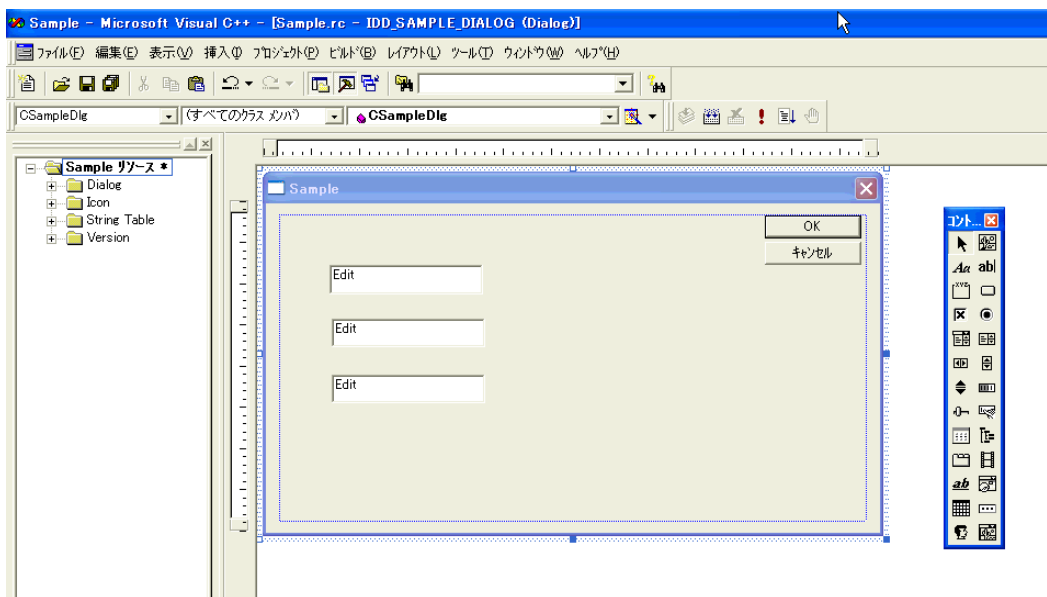 Sample - Microsoft Visual C++ - [Sample.rc - IDD_SAMPLE_DIALOG (Dialog)]
ファイル(F) 編集(E) 表示(V) 挿入(I) プロジェクト(P) ビルド(B) レイアウト(L) ツール(T) ウィンドウ(W) ヘルプ(H)
CSampleDlg (すべてのクラス メンバ) CSampleDlg
Sample リソース *
Dialog
Icon
String Table
Version
Sample
OK
キャンセル
Edit
Edit
Edit
コント...
Aa ab|
XYZ
ab